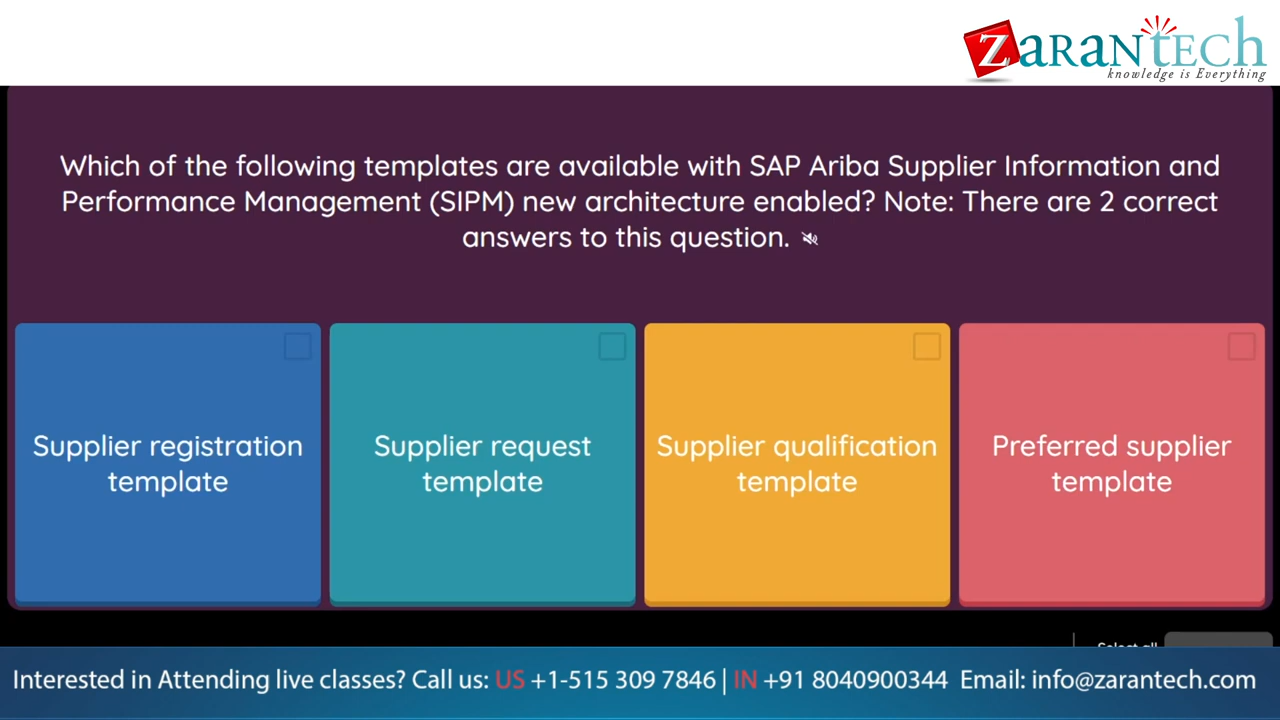 ZARANTECH
knowledge is Everything
Which of the following templates are available with SAP Ariba Supplier Information and
Performance Management (SIPM) new architecture enabled? Note: There are 2 correct
answers to this question.
Supplier registration
template
Supplier request
template
Supplier qualification
template
Preferred supplier
template
Select all
Interested in Attending live classes? Call us: US +1-515 309 7846 | IN +91 8040900344 Email: info@zarantech.com